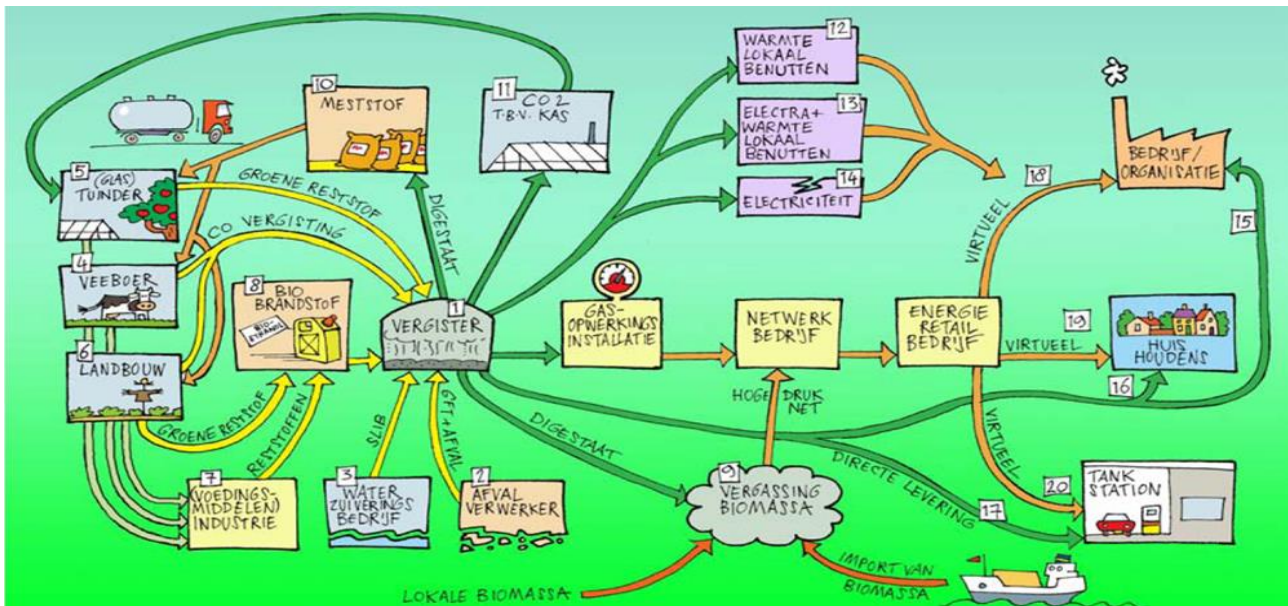 12
WARMTE
LOKAAL
BENUTTEN
10
MESTSTOF
11
CO2
T.B.V. KAS
13
ELECTRA+
WARMTE
LOKAAL
BENUTTEN
14
ELECTRICITEIT
5
(GLAS)
TUINDER
GROENE RESTSTOF
CO VERGISTING
DIGESTAAT
18
BEDRIJF/
ORGANISATIE
VIRTUEEL
15
4
VEEBOER
8
BIO
BRANDSTOF
BIO-
ETHANOL
1
VERGISTER
GAS-
OPWERKINGS
INSTALLATIE
NETWERK
BEDRIJF
ENERGIE
RETAIL
BEDRIJF
19
VIRTUEEL
HUIS
HOUDENS
16
6
LANDBOUW
GROENE RESTSTOF
RESTSTOFFEN
SLIB
GFT+AFVAL
DIGESTAAT
HOGE DRUK
NET
DIRECTE LEVERING
17
VIRTUEEL
20
TANK
STATION
7
(VOEDINGS-
MIDDELEN)
INDUSTRIE
3
WATER
ZUIVERINGS
BEDRIJF
2
AFVAL
VERWERKER
9
VERGASSING
BIOMASSA
LOKALE BIOMASSA
IMPORT VAN
BIOMASSA